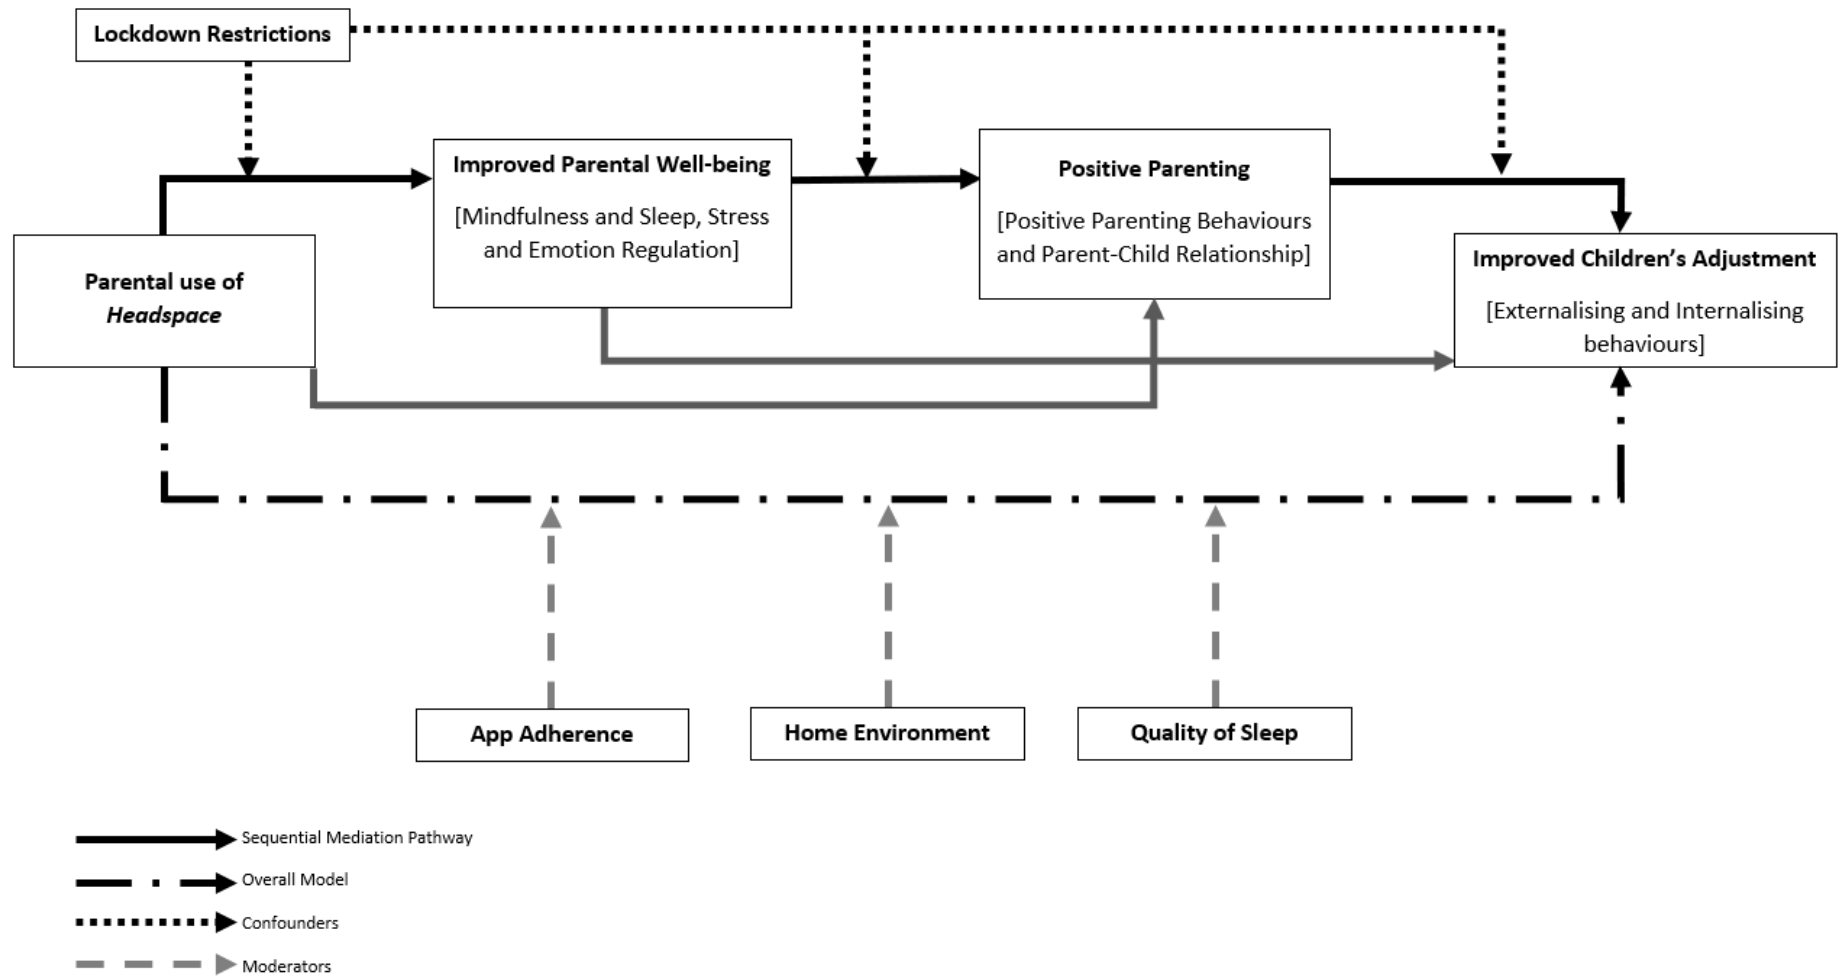 Lockdown Restrictions
Improved Parental Well-being
[Mindfulness and Sleep, Stress
and Emotion Regulation]
Positive Parenting
[Positive Parenting Behaviours
and Parent-Child Relationship]
Parental use of
Headspace
Improved Children’s Adjustment
[Externalising and Internalising
behaviours]
App Adherence
Home Environment
Quality of Sleep
Sequential Mediation Pathway
Overall Model
Confounders
Moderators